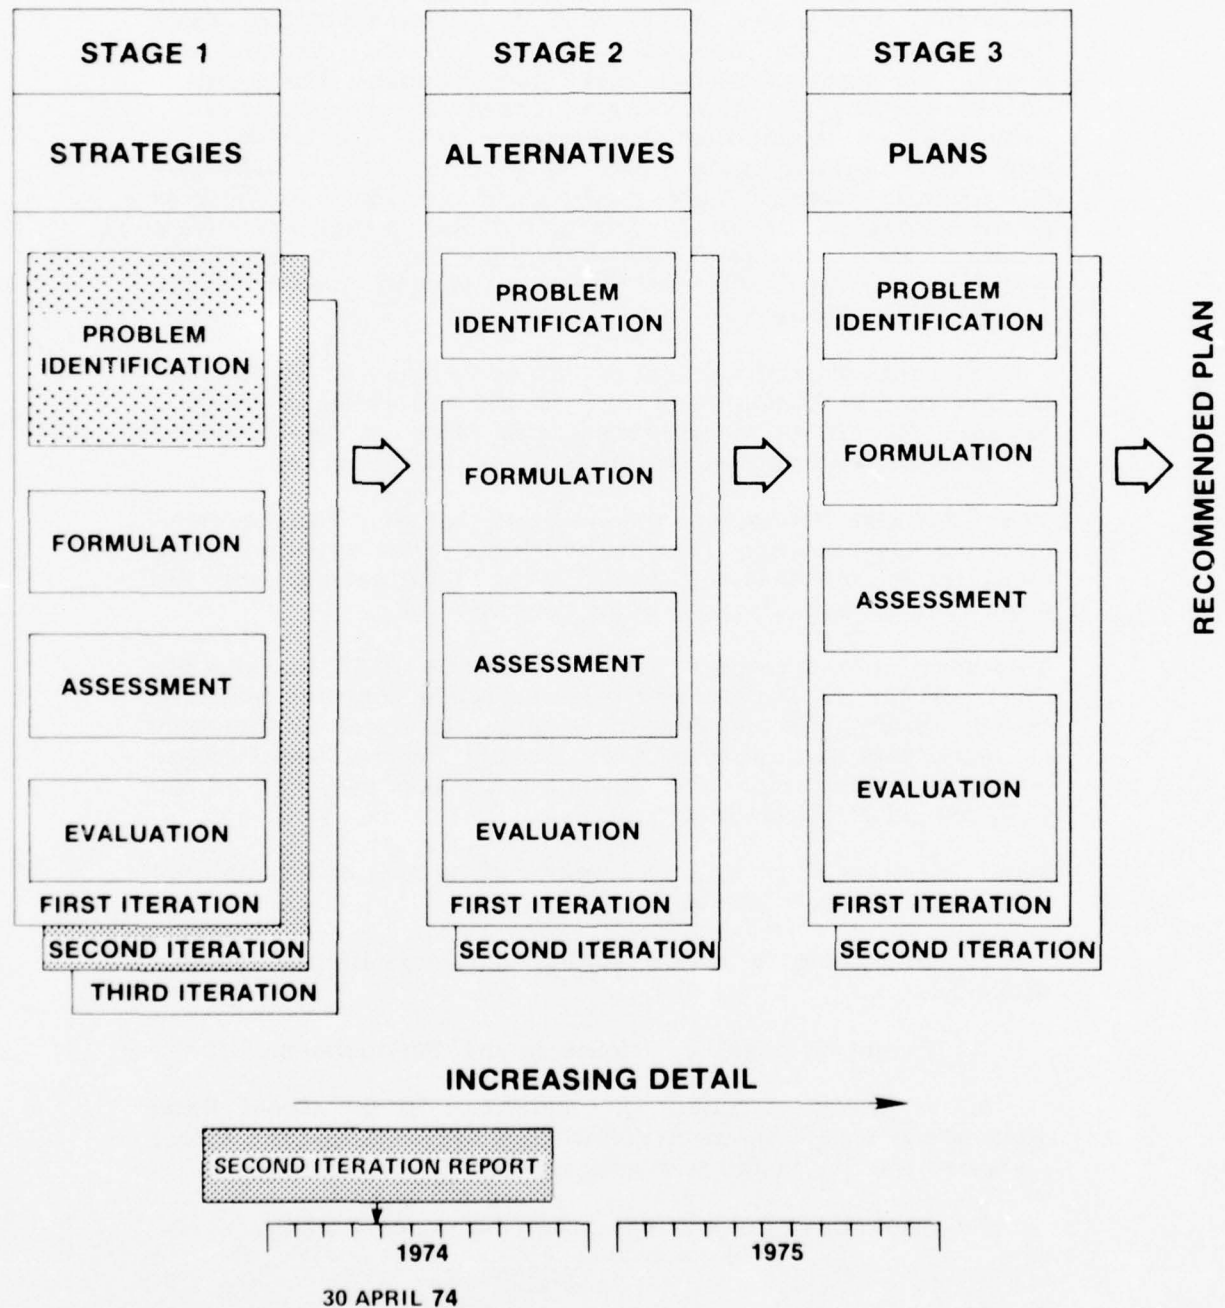 STAGE 1
STRATEGIES
PROBLEM
IDENTIFICATION
FORMULATION
ASSESSMENT
EVALUATION
FIRST ITERATION
SECOND ITERATION
THIRD ITERATION
STAGE 2
ALTERNATIVES
PROBLEM
IDENTIFICATION
FORMULATION
ASSESSMENT
EVALUATION
FIRST ITERATION
SECOND ITERATION
STAGE 3
PLANS
PROBLEM
IDENTIFICATION
FORMULATION
ASSESSMENT
EVALUATION
FIRST ITERATION
SECOND ITERATION
RECOMMENDED PLAN
INCREASING DETAIL
SECOND ITERATION REPORT
1974
1975
30 APRIL 74